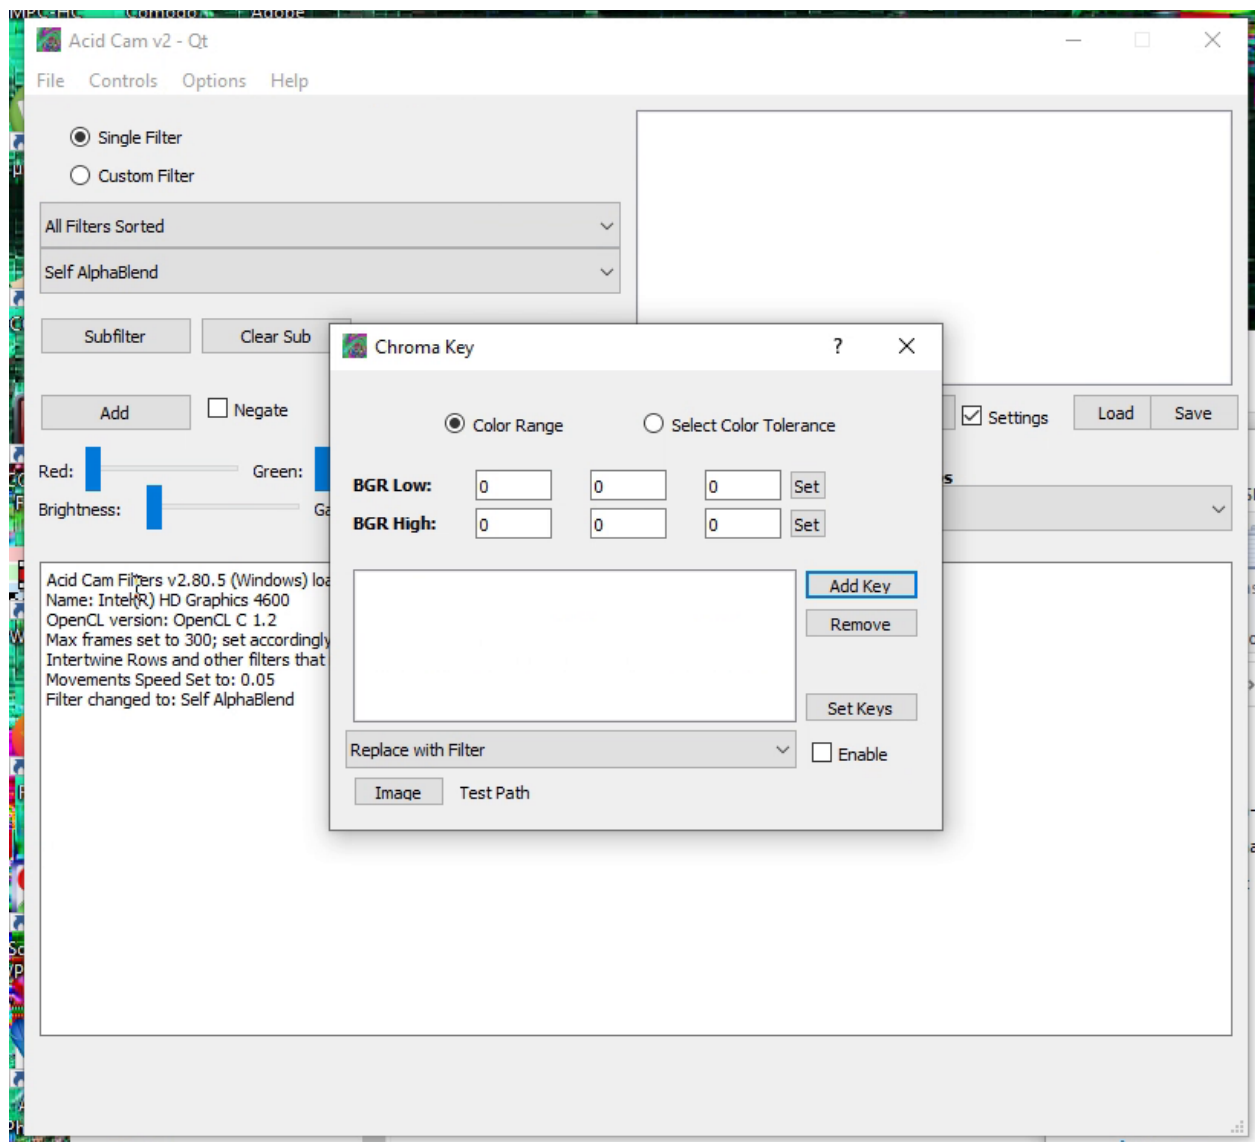 Comodo Adobe
Acid Cam v2 - Qt
File Controls Options Help
Single Filter
Custom Filter
All Filters Sorted
Self AlphaBlend
Subfilter Clear Sub
Add Negate
Settings Load Save
Red: Green:
Brightness:
Acid Cam Filters v2.80.5 (Windows)
Name: Intel(R) HD Graphics 4600
OpenCL version: OpenCL C 1.2
Max frames set to 300; set accordingly
Intertwine Rows and other filters that
Movements Speed Set to: 0.05
Filter changed to: Self AlphaBlend
Chroma Key ?
Color Range Select Color Tolerance
BGR Low: 0 0 0 Set
BGR High: 0 0 0 Set
Add Key
Remove
Set Keys
Replace with Filter Enable
Image Test Path